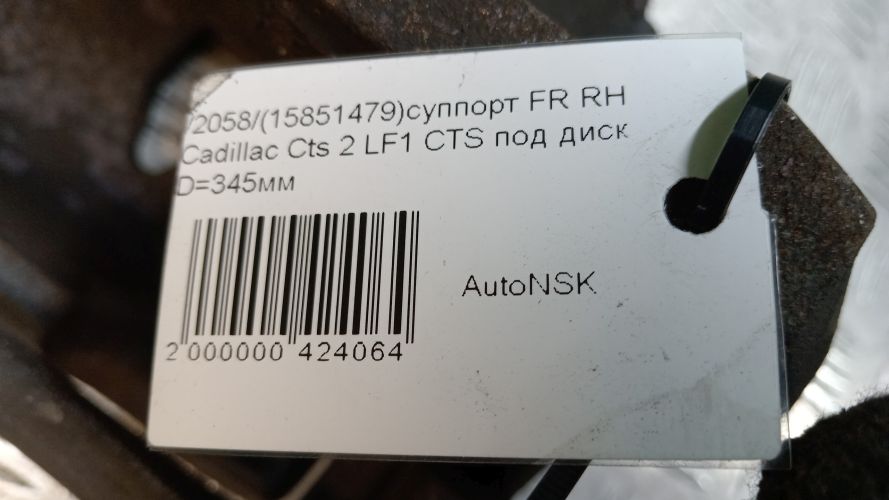 /2058/(15851479)суппорт FR RH
Cadillac Cts 2 LF1 CTS под диск
D=345мм
AutoNSK
2 000000 424064